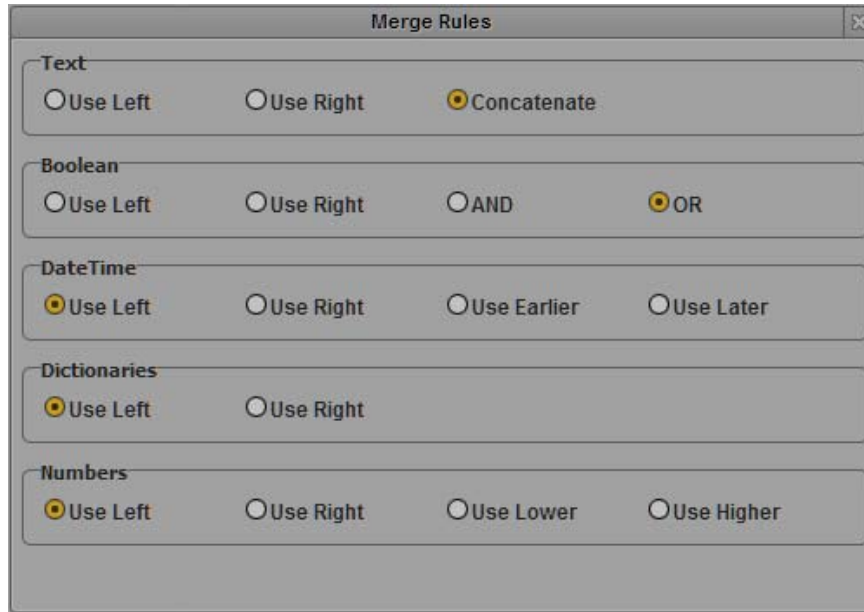 Merge Rules
Text
Use Left Use Right Concatenate
Boolean
Use Left Use Right AND OR
DateTime
Use Left Use Right Use Earlier Use Later
Dictionaries
Use Left Use Right
Numbers
Use Left Use Right Use Lower Use Higher